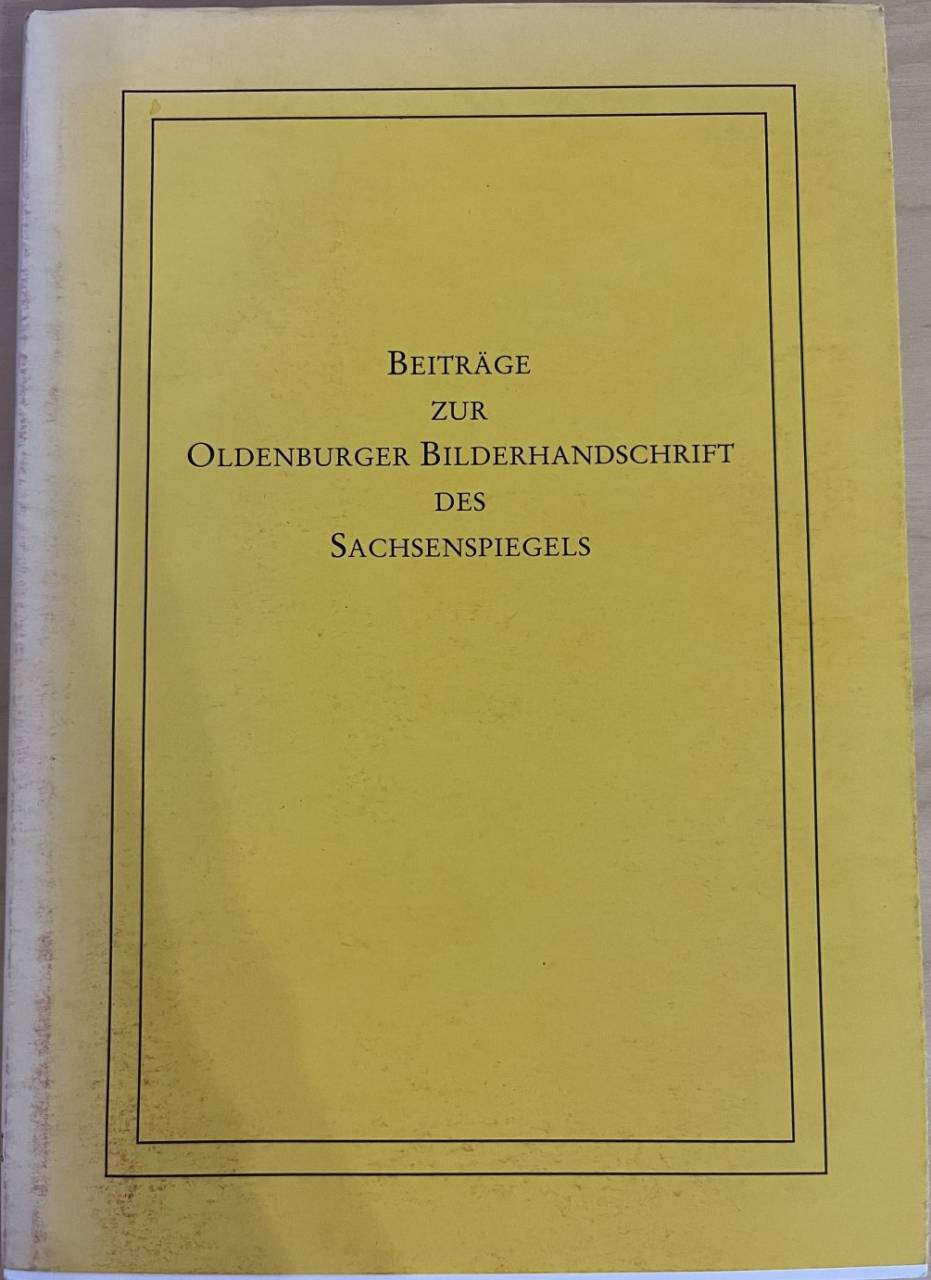 Beiträge
zur
Oldenburger Bilderhandschrift
des
Sachsenspiegels